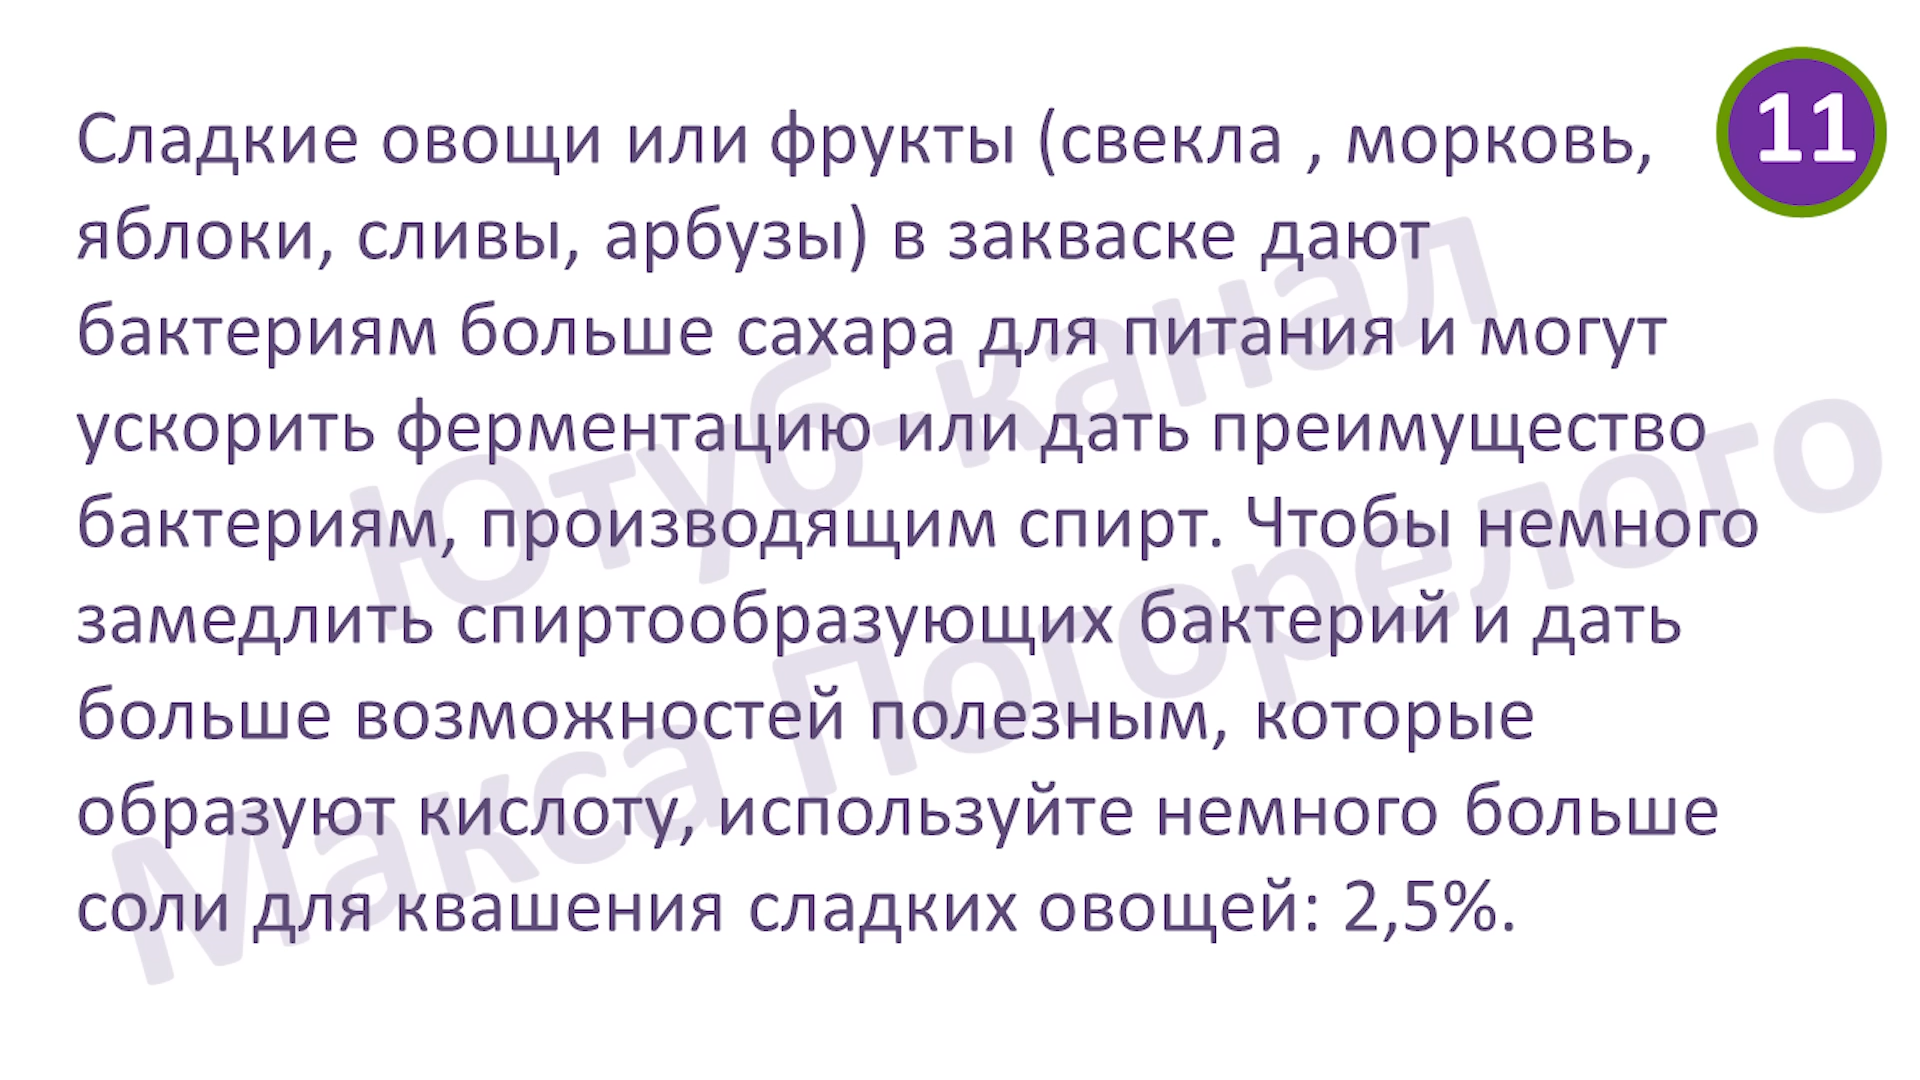 11
Сладкие овощи или фрукты (свекла , морковь,
яблоки, сливы, арбузы) в закваске дают
бактериям больше сахара для питания и могут
ускорить ферментацию или дать преимущество
бактериям, производящим спирт. Чтобы немного
замедлить спиртообразующих бактерий и дать
больше возможностей полезным, которые
образуют кислоту, используйте немного больше
соли для квашения сладких овощей: 2,5%.
Ютуб-канал
Макса Погорелого